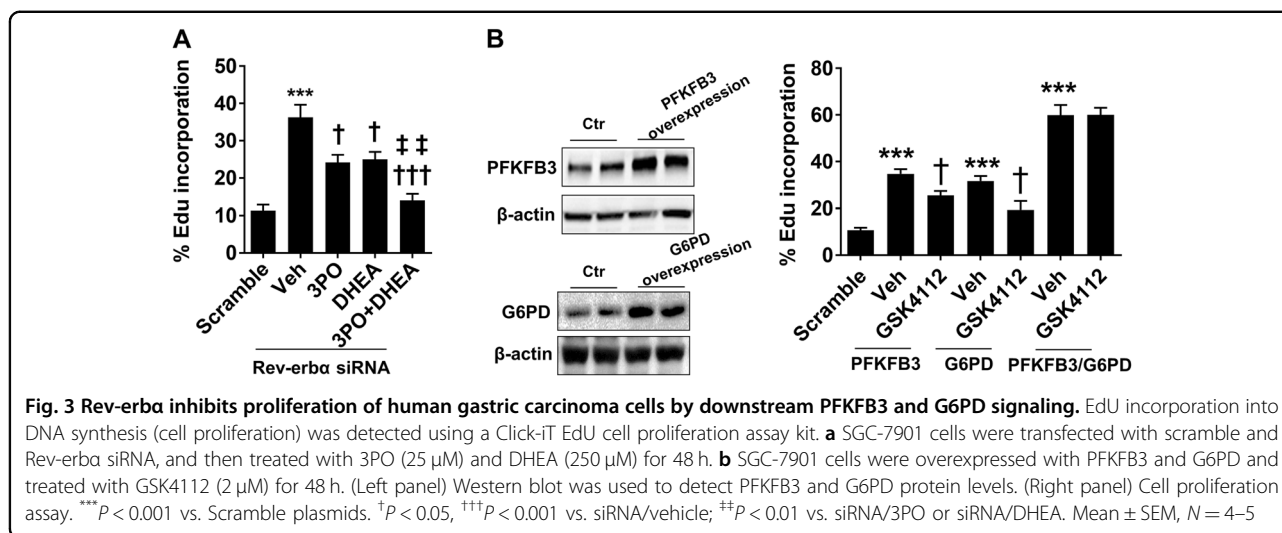 A
% Edu incorporation
50
40
30
20
10
0
***
†
†
‡ ‡
†††
Scramble
Veh
3PO
DHEA
3PO+DHEA
Rev-erbα siRNA
B
Ctr
PFKFB3
overexpression
PFKFB3
β-actin
Ctr
G6PD
overexpression
G6PD
β-actin
% Edu incorporation
80
60
40
20
0
***
†
***
†
***
Scramble
Veh
GSK4112
Veh
GSK4112
Veh
GSK4112
PFKFB3
G6PD
PFKFB3/G6PD
Fig. 3 Rev-erbα inhibits proliferation of human gastric carcinoma cells by downstream PFKFB3 and G6PD signaling. EdU incorporation into
DNA synthesis (cell proliferation) was detected using a Click-iT EdU cell proliferation assay kit. a SGC-7901 cells were transfected with scramble and
Rev-erbα siRNA, and then treated with 3PO (25 μM) and DHEA (250 μM) for 48 h. b SGC-7901 cells were overexpressed with PFKFB3 and G6PD and
treated with GSK4112 (2 μM) for 48 h. (Left panel) Western blot was used to detect PFKFB3 and G6PD protein levels. (Right panel) Cell proliferation
assay. ***P < 0.001 vs. Scramble plasmids. †P < 0.05, †††P < 0.001 vs. siRNA/vehicle; ‡‡P < 0.01 vs. siRNA/3PO or siRNA/DHEA. Mean ± SEM, N = 4–5